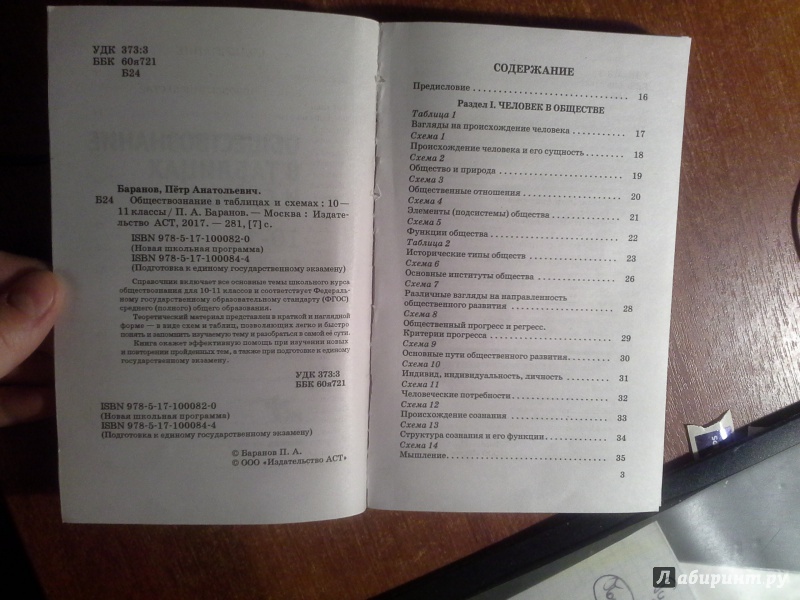 УДК 373:3
ББК 60я721
Б24
Баранов, Пётр Анатольевич.
Б24 Обществознание в таблицах и схемах : 10—
11 классы / П. А. Баранов. — Москва : Издате-
льство АСТ, 2017. — 281, [7] с.
ISBN 978-5-17-100082-0
(Новая школьная программа)
ISBN 978-5-17-100084-4
(Подготовка к единому государственному экзамену)
Справочник включает все основные темы школьного курса
обществознания для 10-11 классов и соответствует Федераль-
ному государственному образовательному стандарту (ФГОС)
среднего (полного) общего образования.
Теоретический материал представлен в краткой и наглядной
форме — в виде схем и таблиц, позволяющих легко и быстро
понять и запомнить изучаемую тему и разобраться в самой её сути.
Книга окажет эффективную помощь при изучении новых
и повторении пройденных тем, а также при подготовке к единому
государственному экзамену.
УДК 373:3
ББК 60я721
ISBN 978-5-17-100082-0
(Новая школьная программа)
ISBN 978-5-17-100084-4
(Подготовка к единому государственному экзамену)
© Баранов П. А.
© ООО «Издательство АСТ»
СОДЕРЖАНИЕ
Предисловие 16
Раздел I. ЧЕЛОВЕК В ОБЩЕСТВЕ
Таблица 1
Взгляды на происхождение человека 17
Схема 1
Происхождение человека и его сущность 18
Схема 2
Общество и природа 19
Схема 3
Общественные отношения 20
Схема 4
Элементы (подсистемы) общества 21
Схема 5
Функции общества 22
Таблица 2
Исторические типы обществ 23
Схема 6
Основные институты общества 26
Схема 7
Различные взгляды на направленность
общественного развития 28
Схема 8
Общественный прогресс и регресс.
Критерии прогресса 29
Схема 9
Основные пути общественного развития 30
Схема 10
Индивид, индивидуальность, личность 31
Схема 11
Человеческие потребности 32
Схема 12
Происхождение сознания 33
Схема 13
Структура сознания и его функции 34
Схема 14
Мышление 35
3
Лабиринт.ру